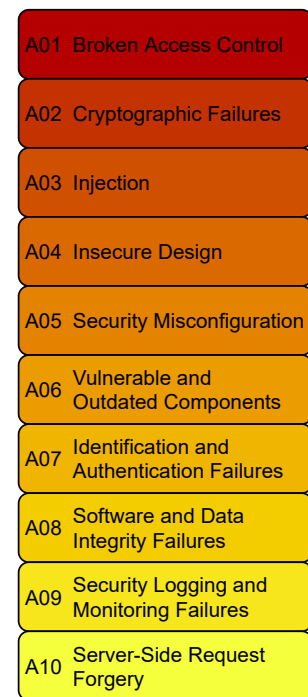 A01 Broken Access Control
A02 Cryptographic Failures
A03 Injection
A04 Insecure Design
A05 Security Misconfiguration
A06 Vulnerable and
Outdated Components
A07 Identification and
Authentication Failures
A08 Software and Data
Integrity Failures
A09 Security Logging and
Monitoring Failures
A10 Server-Side Request
Forgery